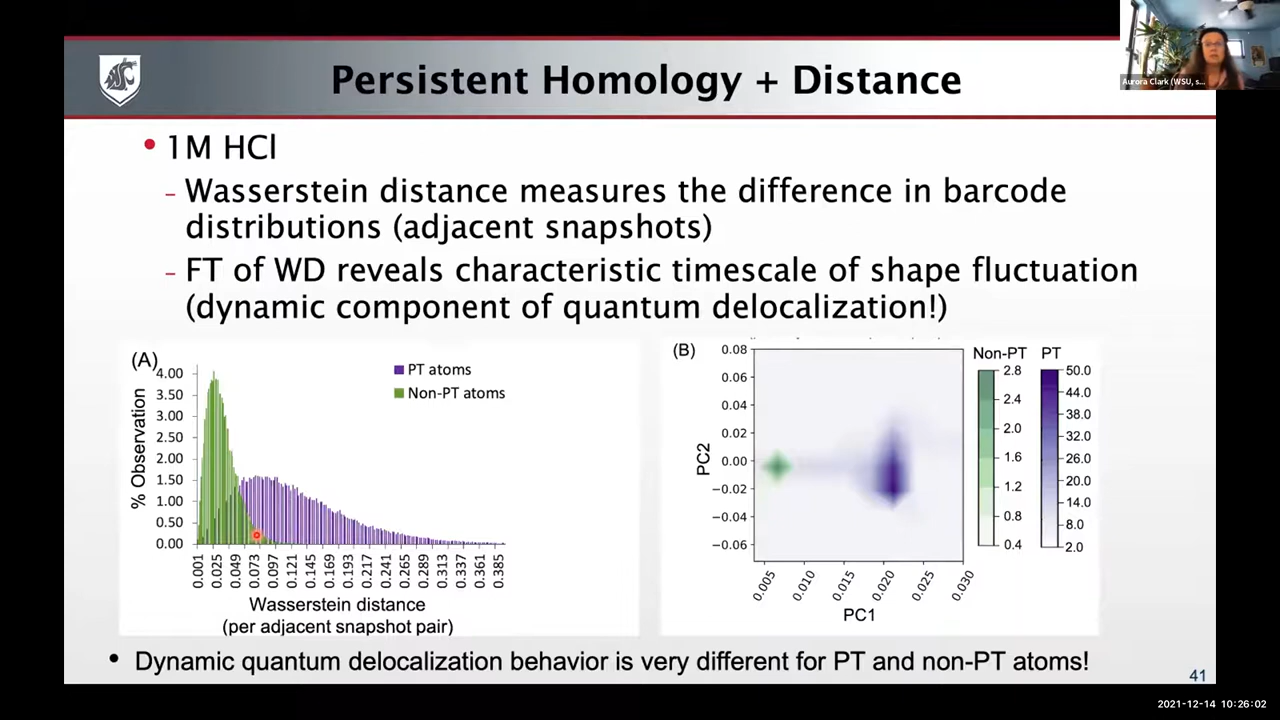 Aurora Clark (WSU, s...
Persistent Homology + Distance
• 1M HCl
– Wasserstein distance measures the difference in barcode
distributions (adjacent snapshots)
– FT of WD reveals characteristic timescale of shape fluctuation
(dynamic component of quantum delocalization!)
(A)
% Observation
4.00
3.50
3.00
2.50
2.00
1.50
1.00
0.50
0.00
PT atoms
Non-PT atoms
0.001 0.025 0.049 0.073 0.097 0.121 0.145 0.169 0.193 0.217 0.241 0.265 0.289 0.313 0.337 0.361 0.385
Wasserstein distance
(per adjacent snapshot pair)
(B)
PC2
0.08
0.06
0.04
0.02
0.00
−0.02
−0.04
−0.06
0.005 0.010 0.015 0.020 0.025 0.030
PC1
Non-PT PT
2.8
2.4
2.0
1.6
1.2
0.8
0.4
50.0
44.0
38.0
32.0
26.0
20.0
14.0
8.0
2.0
• Dynamic quantum delocalization behavior is very different for PT and non-PT atoms!
41
2021-12-14 10:26:02